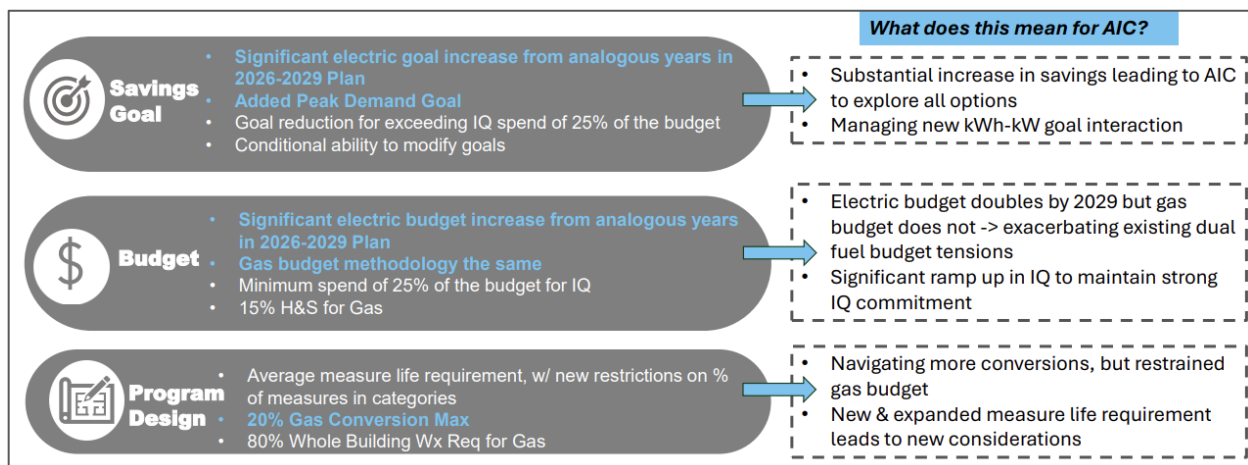 What does this mean for AIC?
Savings
Goal
• Significant electric goal increase from analogous years in
2026-2029 Plan
• Added Peak Demand Goal
• Goal reduction for exceeding IQ spend of 25% of the budget
• Conditional ability to modify goals
• Substantial increase in savings leading to AIC
to explore all options
• Managing new kWh-kW goal interaction
$
Budget
• Significant electric budget increase from analogous years
in 2026-2029 Plan
• Gas budget methodology the same
• Minimum spend of 25% of the budget for IQ
• 15% H&S for Gas
• Electric budget doubles by 2029 but gas
budget does not -> exacerbating existing dual
fuel budget tensions
• Significant ramp up in IQ to maintain strong
IQ commitment
Program
Design
• Average measure life requirement, w/ new restrictions on %
of measures in categories
• 20% Gas Conversion Max
• 80% Whole Building Wx Req for Gas
• Navigating more conversions, but restrained
gas budget
• New & expanded measure life requirement
leads to new considerations